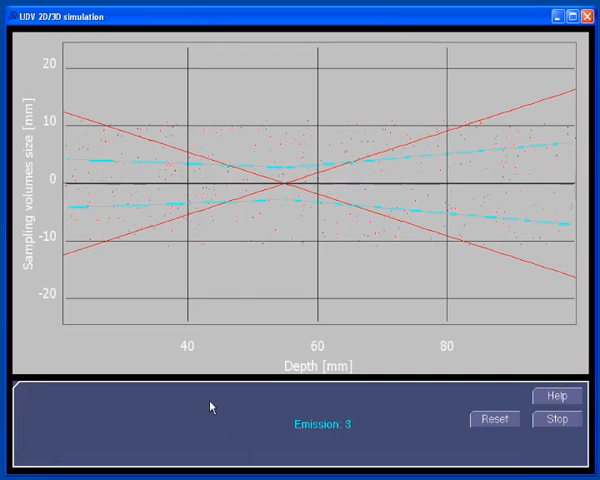 UDV 2D/3D simulation
20
10
0
-10
-20
Sampling volumes size [mm]
40 60 80
Depth [mm]
Help
Emission: 3
Reset Stop